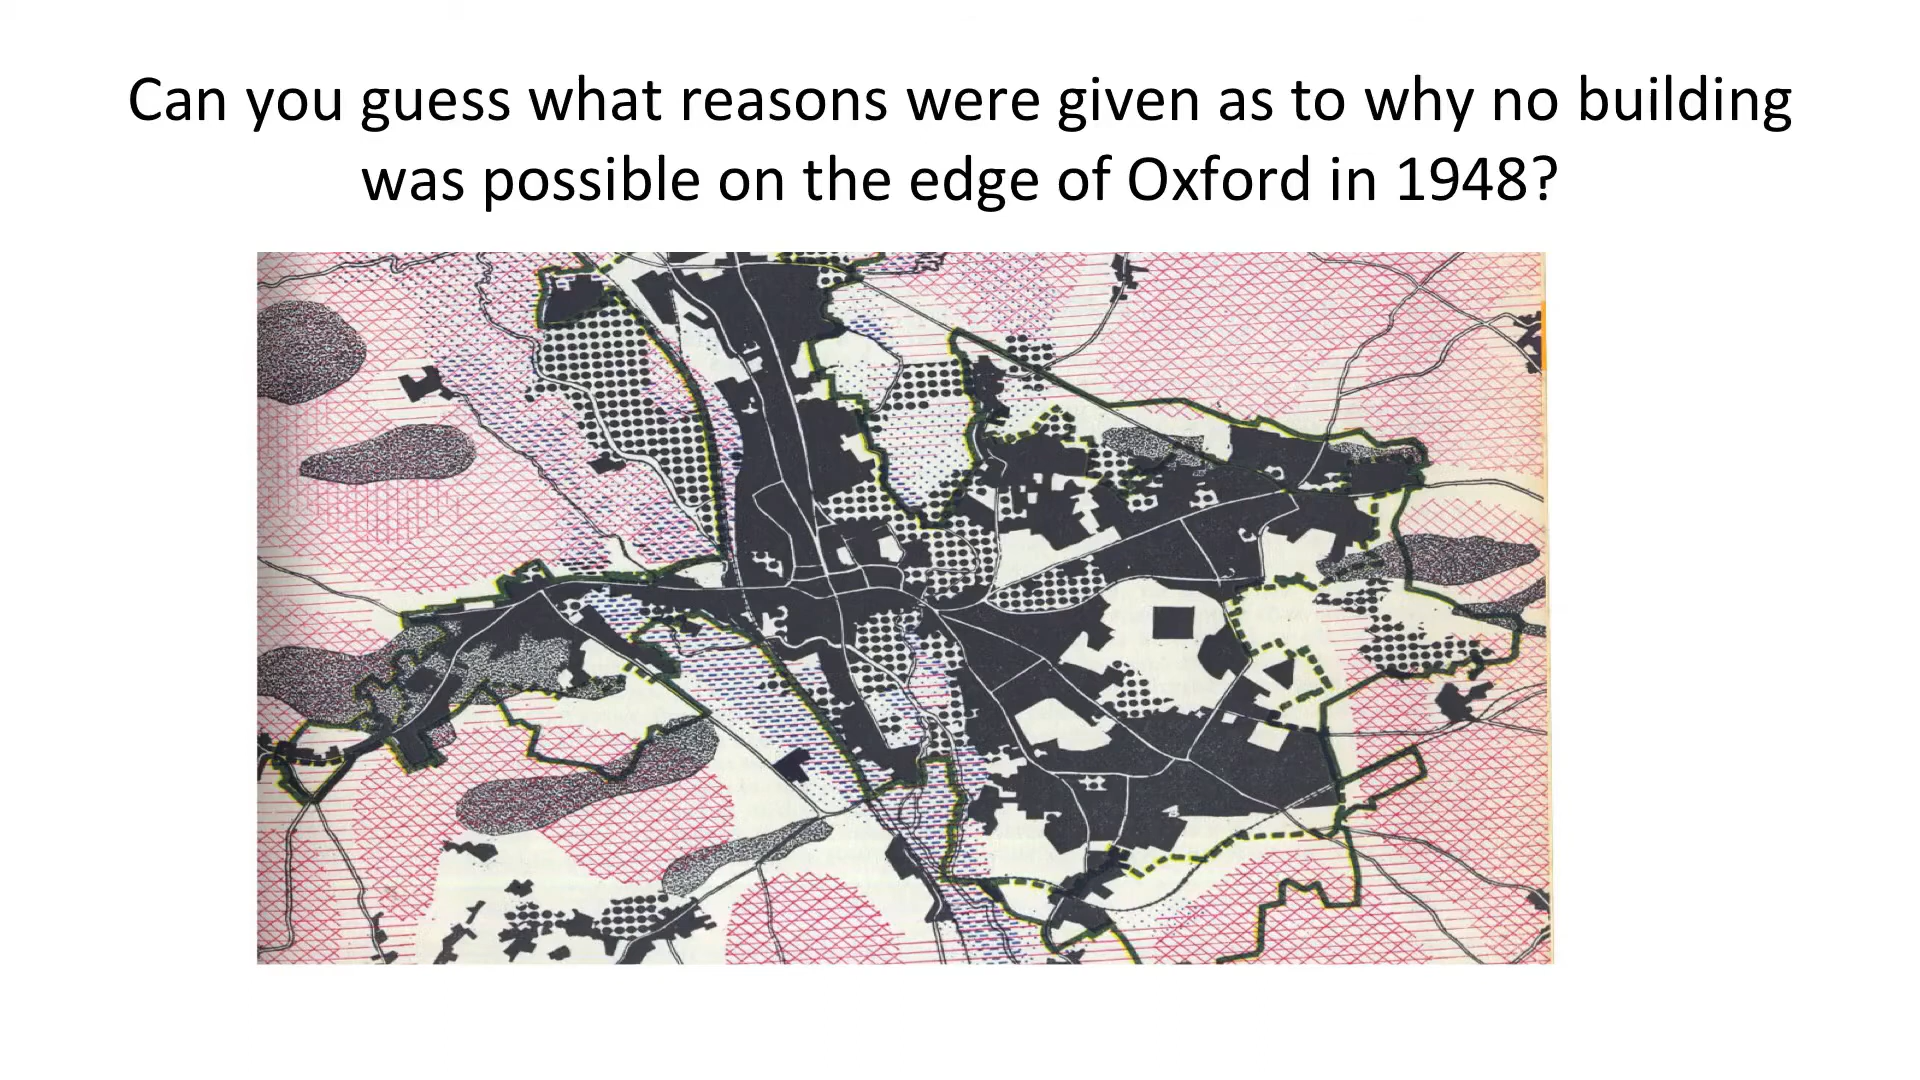 Can you guess what reasons were given as to why no building
was possible on the edge of Oxford in 1948?